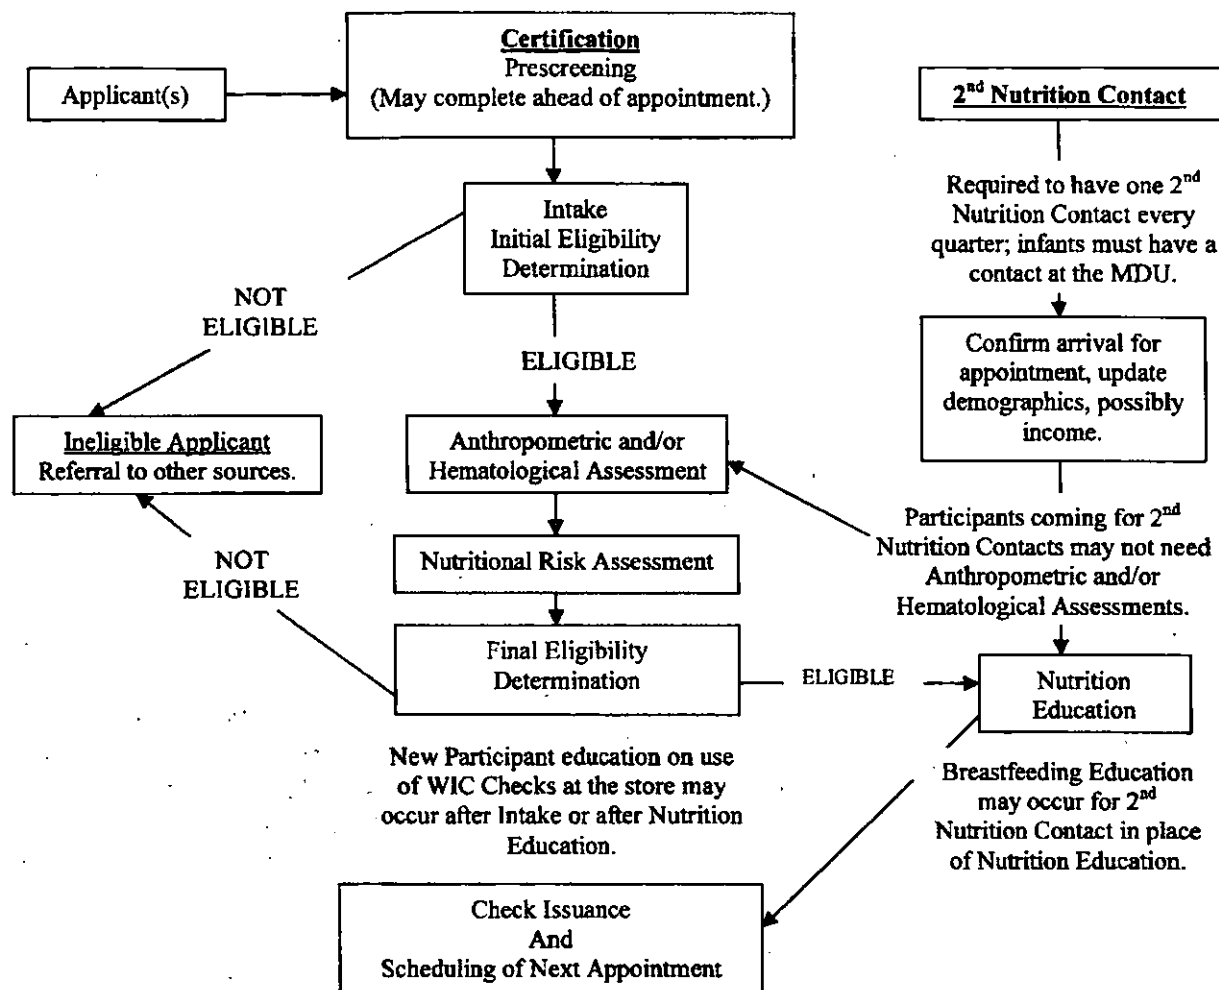 Certification
Prescreening
(May complete ahead of appointment.)
Applicant(s)
2nd Nutrition Contact
Required to have one 2nd
Nutrition Contact every
quarter; infants must have a
contact at the MDU.
Intake
Initial Eligibility
Determination
NOT
ELIGIBLE
ELIGIBLE
Confirm arrival for
appointment, update
demographics, possibly
income.
Ineligible Applicant
Referral to other sources.
Anthropometric and/or
Hematological Assessment
Participants coming for 2nd
Nutrition Contacts may not need
Anthropometric and/or
Hematological Assessments.
NOT
ELIGIBLE
Nutritional Risk Assessment
Final Eligibility
Determination
ELIGIBLE
Nutrition
Education
New Participant education on use
of WIC Checks at the store may
occur after Intake or after Nutrition
Education.
Breastfeeding Education
may occur for 2nd
Nutrition Contact in place
of Nutrition Education.
Check Issuance
And
Scheduling of Next Appointment